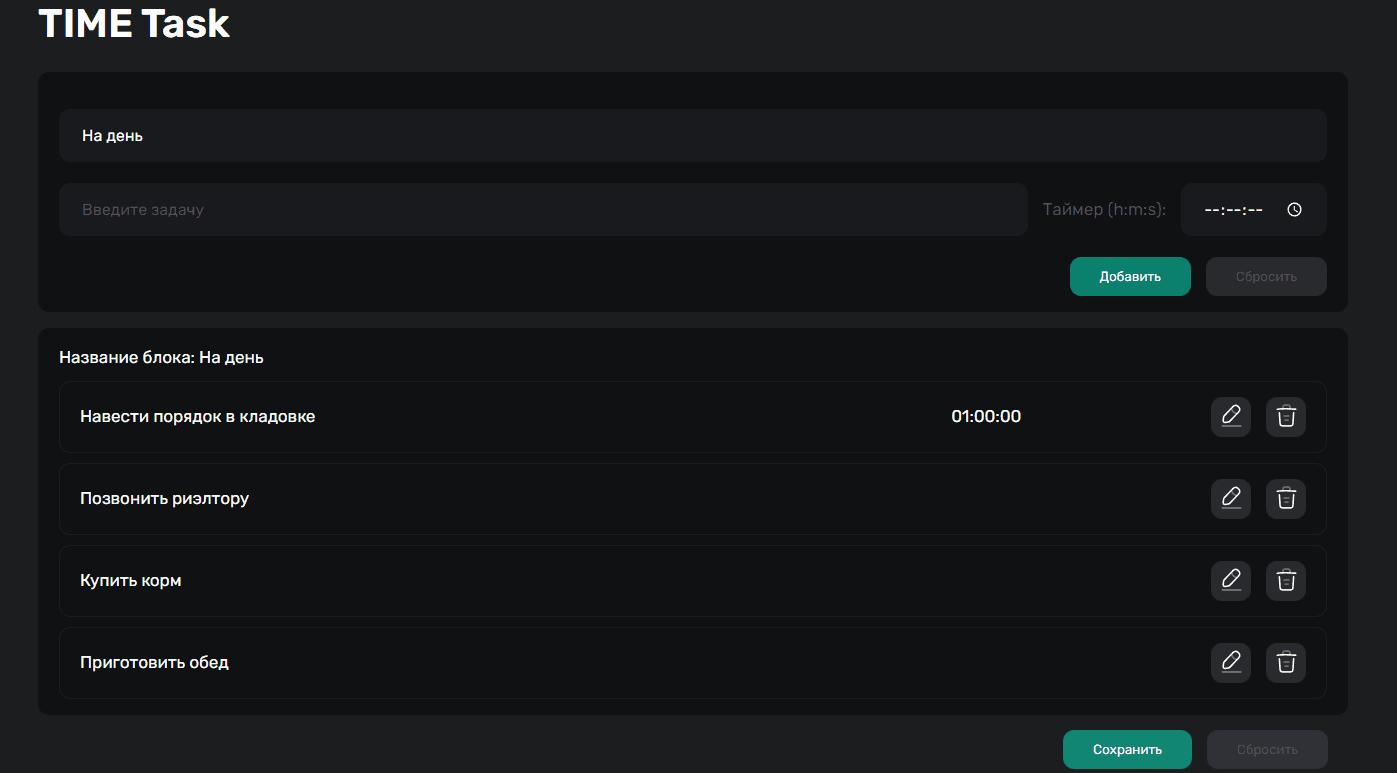 TIME Task
На день
Введите задачу
Таймер (h:m:s):
--:--:--
Добавить
Сбросить
Название блока: На день
Навести порядок в кладовке
01:00:00
Позвонить риэлтору
Купить корм
Приготовить обед
Сохранить
Сбросить